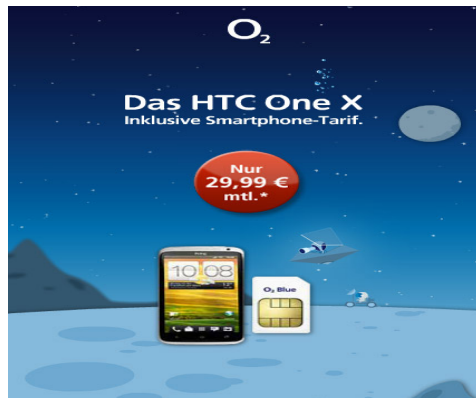 O₂
Das HTC One X
Inklusive Smartphone-Tarif.
Nur
29,99 €
mtl.*
10 08
O₂ Blue